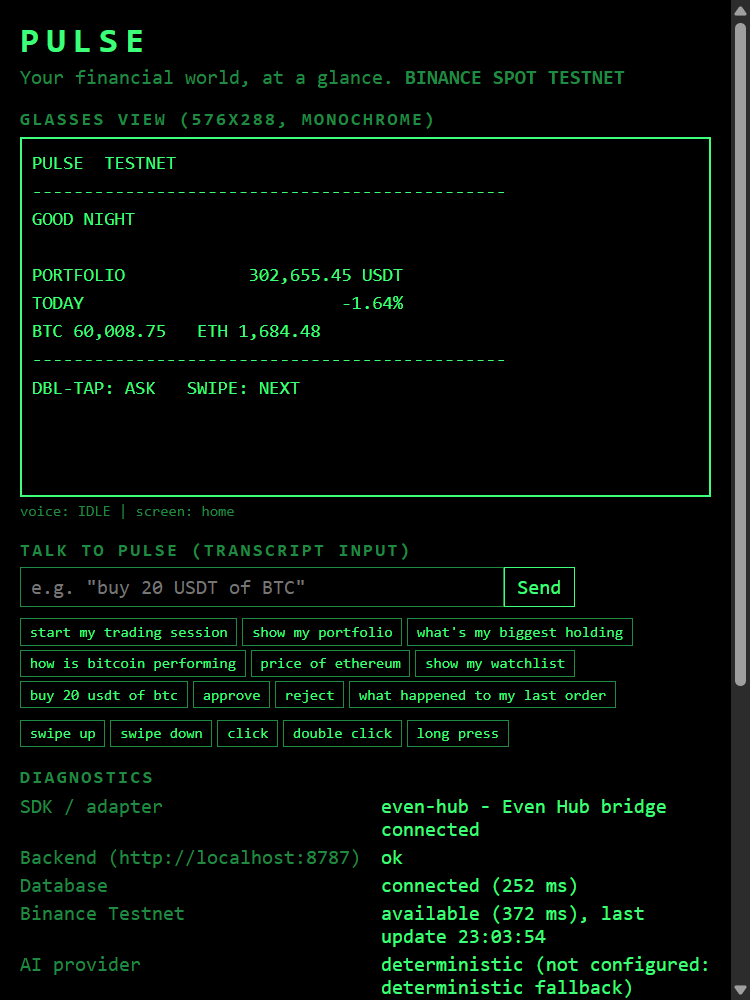 PULSE
Your financial world, at a glance. BINANCE SPOT TESTNET
GLASSES VIEW (576X288, MONOCHROME)
PULSE  TESTNET
----------------------------------------------
GOOD NIGHT
PORTFOLIO            302,655.45 USDT
TODAY                         -1.64%
BTC 60,008.75   ETH 1,684.48
----------------------------------------------
DBL-TAP: ASK   SWIPE: NEXT
voice: IDLE | screen: home
TALK TO PULSE (TRANSCRIPT INPUT)
e.g. "buy 20 USDT of BTC" Send
start my trading session show my portfolio what's my biggest holding
how is bitcoin performing price of ethereum show my watchlist
buy 20 usdt of btc approve reject what happened to my last order
swipe up swipe down click double click long press
DIAGNOSTICS
SDK / adapter even-hub - Even Hub bridge
connected
Backend (http://localhost:8787) ok
Database connected (252 ms)
Binance Testnet available (372 ms), last
update 23:03:54
AI provider deterministic (not configured:
deterministic fallback)